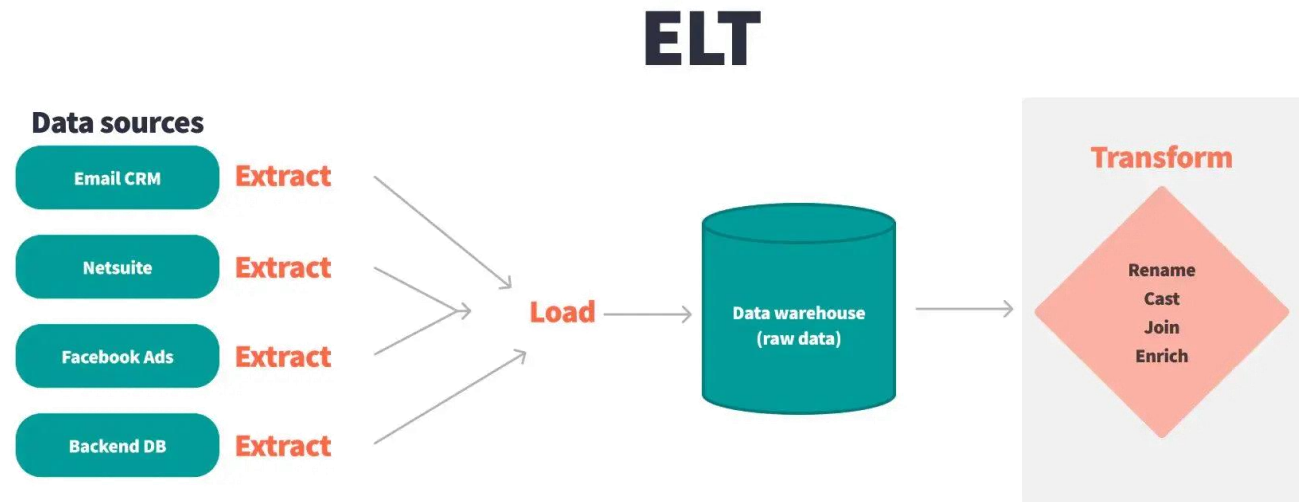 ELT
Data sources
Email CRM
Extract
Netsuite
Extract
Facebook Ads
Extract
Backend DB
Extract
Load
Data warehouse
(raw data)
Transform
Rename
Cast
Join
Enrich